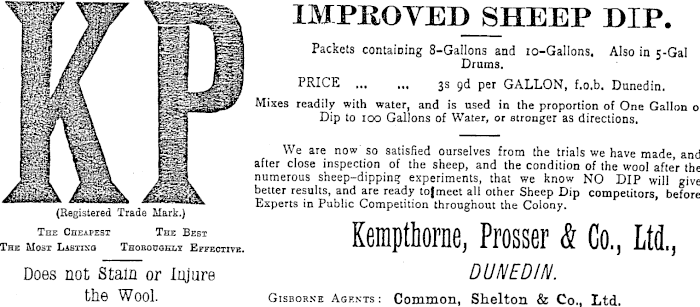 KP
(Registered Trade Mark.)
THE CHEAPEST THE BEST
THE MOST LASTING THOROUGHLY EFFECTIVE.
Does not Stain or Injure
the Wool.
IMPROVED SHEEP DIP.
Packets containing 8-Gallons and 10-Gallons. Also in 5-Gal
Drums.
PRICE ... ... 3s 9d per GALLON, f.o.b. Dunedin.
Mixes readily with water, and is used in the proportion of One Gallon o
Dip to 100 Gallons of Water, or stronger as directions.
We are now so satisfied ourselves from the trials we have made, and
after close inspection of the sheep, and the condition of the wool after the
numerous sheep-dipping experiments, that we know NO DIP will give
better results, and are ready to meet all other Sheep Dip competitors, before
Experts in Public Competition throughout the Colony.
Kempthorne, Prosser & Co., Ltd.,
DUNEDIN.
GISBORNE AGENTS: Common, Shelton & Co., Ltd.